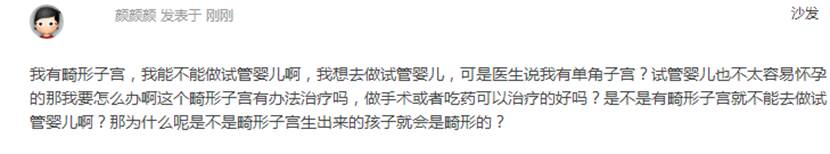 颜颜颜 发表于 刚刚
沙发
我有畸形子宫，我能不能做试管婴儿啊，我想去做试管婴儿，可是医生说我有单角子宫？试管婴儿也不太容易怀孕
的那我要怎么办啊这个畸形子宫有办法治疗吗，做手术或者吃药可以治疗的好吗？是不是有畸形子宫就不能去做试
管婴儿啊？那为什么呢是不是畸形子宫生出来的孩子就会是畸形的？